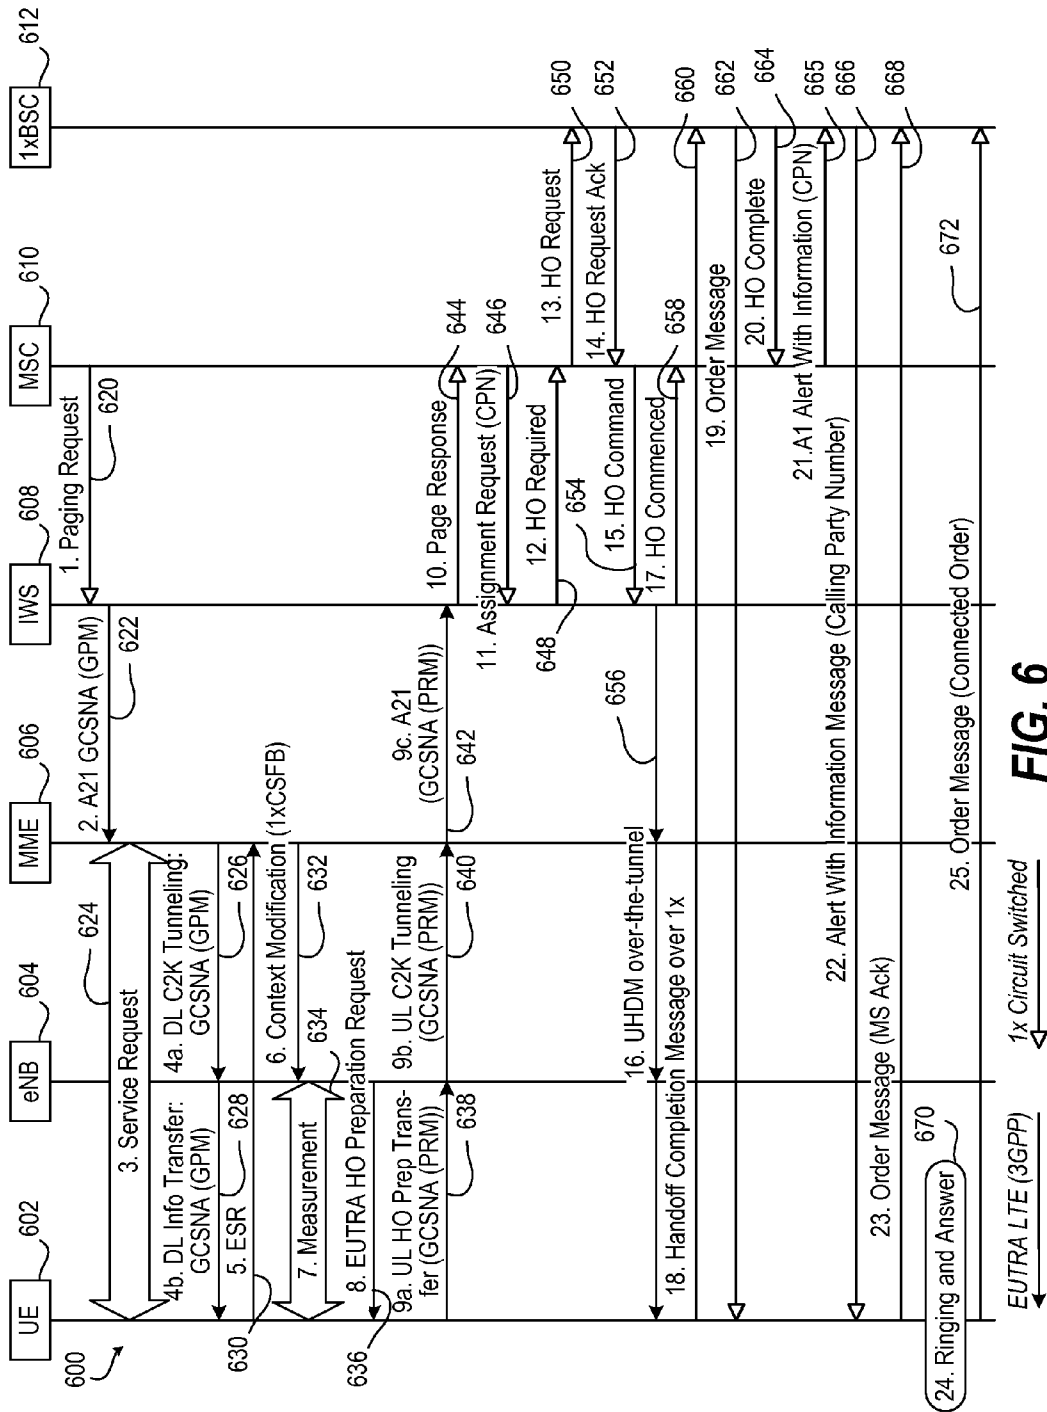 UE
602
eNB
604
MME
606
IWS
608
MSC
610
1xBSC
612
600
1. Paging Request
620
2. A21 GCSNA (GPM)
622
624
3. Service Request
4a. DL C2K Tunneling:
GCSNA (GPM)
626
4b. DL Info Transfer:
GCSNA (GPM)
628
5. ESR
630
6. Context Modification (1xCSFB)
632
7. Measurement
634
8. EUTRA HO Preparation Request
636
9a. UL HO Prep Trans-
fer (GCSNA (PRM))
638
9b. UL C2K Tunneling
(GCSNA (PRM))
640
9c. A21
(GCSNA (PRM))
642
10. Page Response
644
11. Assignment Request (CPN)
646
12. HO Required
648
13. HO Request
650
14. HO Request Ack
652
654
15. HO Command
16. UHDM over-the-tunnel
656
17. HO Commenced
658
18. Handoff Completion Message over 1x
660
19. Order Message
662
20. HO Complete
664
21.A1 Alert With Information (CPN)
665
22. Alert With Information Message (Calling Party Number)
666
23. Order Message (MS Ack)
668
24. Ringing and Answer
670
25. Order Message (Connected Order)
672
EUTRA LTE (3GPP)
1x Circuit Switched
FIG. 6